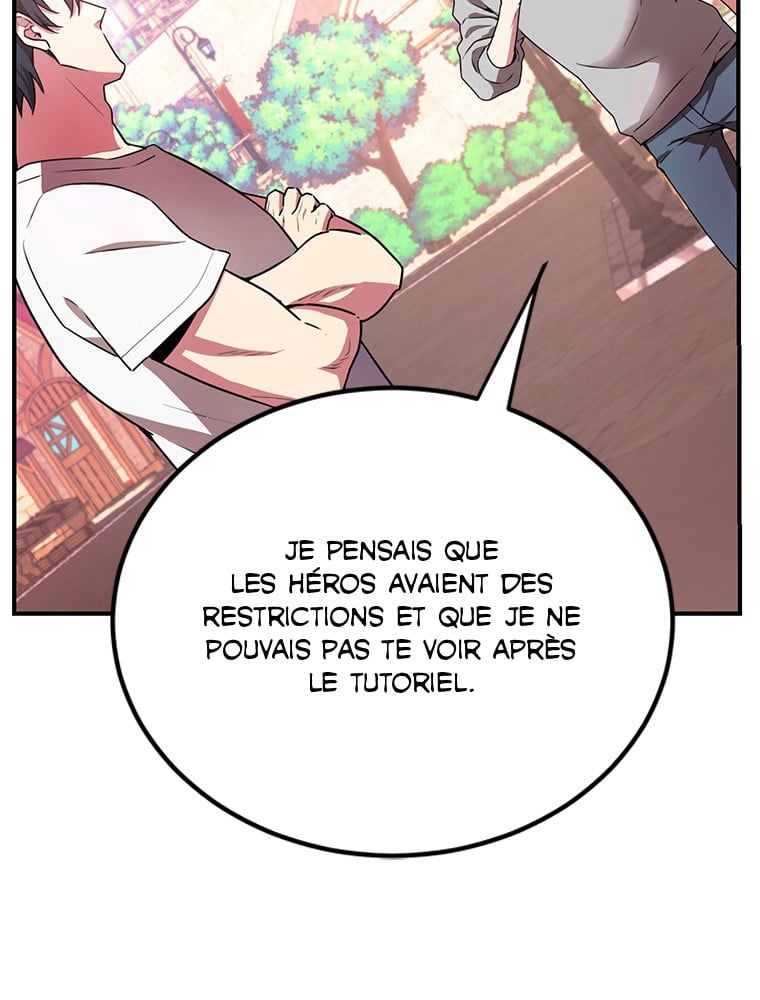 JE PENSAIS QUE
LES HÉROS AVAIENT DES
RESTRICTIONS ET QUE JE NE
POUVAIS PAS TE VOIR APRÈS
LE TUTORIEL.